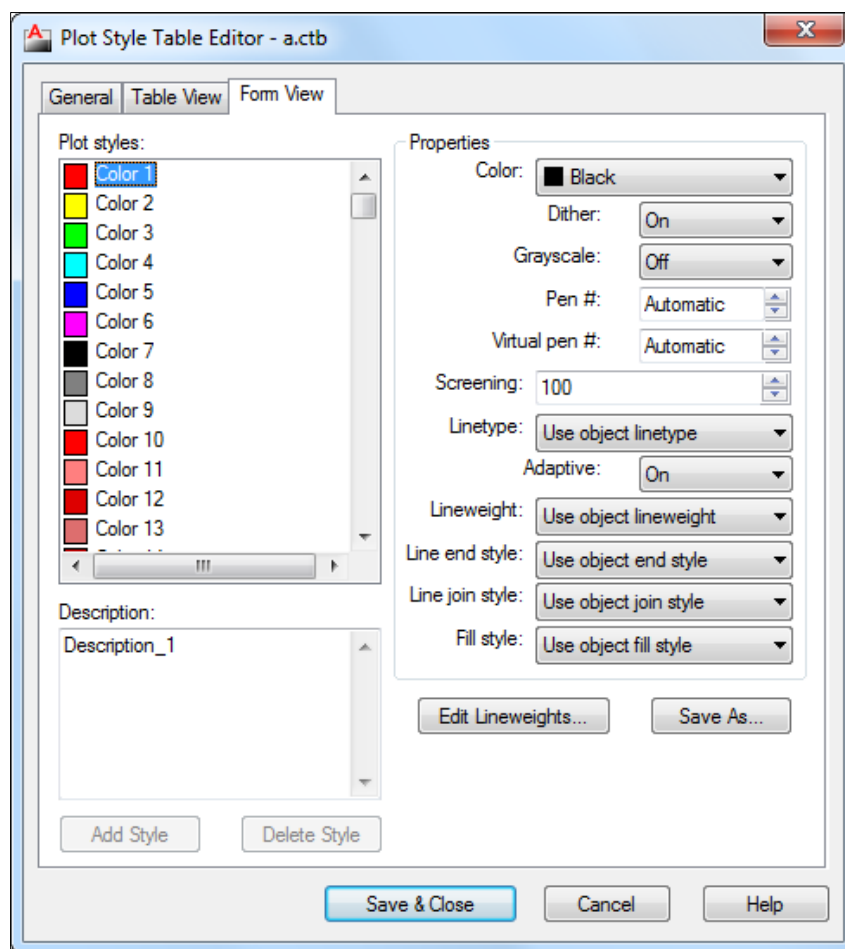 Plot Style Table Editor - a.ctb
General
Table View
Form View
Plot styles:
Color 1
Color 2
Color 3
Color 4
Color 5
Color 6
Color 7
Color 8
Color 9
Color 10
Color 11
Color 12
Color 13
Description:
Description_1
Add Style
Delete Style
Properties
Color: Black
Dither: On
Grayscale: Off
Pen #: Automatic
Virtual pen #: Automatic
Screening: 100
Linetype: Use object linetype
Adaptive: On
Lineweight: Use object lineweight
Line end style: Use object end style
Line join style: Use object join style
Fill style: Use object fill style
Edit Lineweights...
Save As...
Save & Close
Cancel
Help